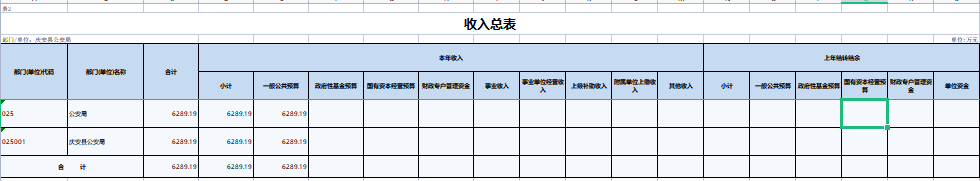 表2
收入总表
部门/单位：庆安县公安局 单位:万元
部门(单位)代码 部门(单位)名称 合计 本年收入 上年结转结余
小计 一般公共预算 政府性基金预算 国有资本经营预算 财政专户管理资金 事业收入 事业单位经营收入 上级补助收入 附属单位上缴收入 其他收入 小计 一般公共预算 政府性基金预算 国有资本经营预算 财政专户管理资金 单位资金
025 公安局 6289.19 6289.19 6289.19
025001 庆安县公安局 6289.19 6289.19 6289.19
合 计 6289.19 6289.19 6289.19